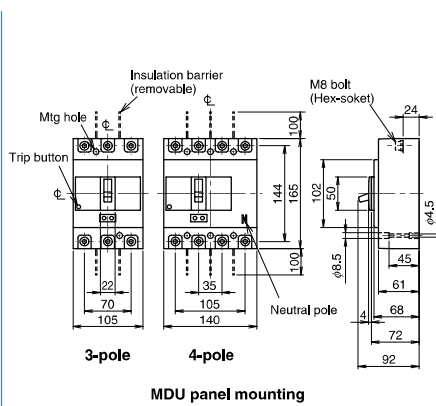 Insulation barrier
(removable)
Mtg hole
Trip button
℄
℄
℄
M8 bolt
(Hex-soket)
24
100
144
165
100
102
50
φ4.5
φ8.5
45
61
4
68
72
92
22
70
105
35
105
140
Neutral pole
N
3-pole
4-pole
MDU panel mounting